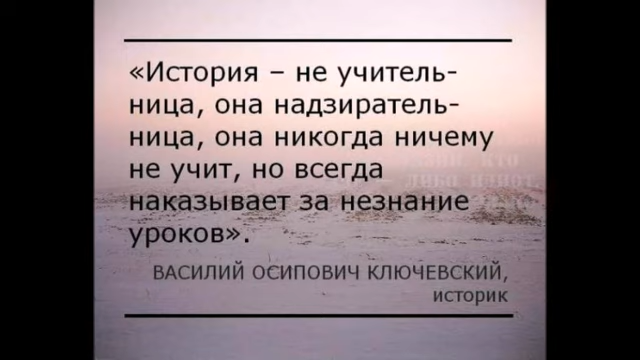 «История – не учитель-
ница, она надзиратель-
ница, она никогда ничему
не учит, но всегда
наказывает за незнание
уроков».
ВАСИЛИЙ ОСИПОВИЧ КЛЮЧЕВСКИЙ,
историк